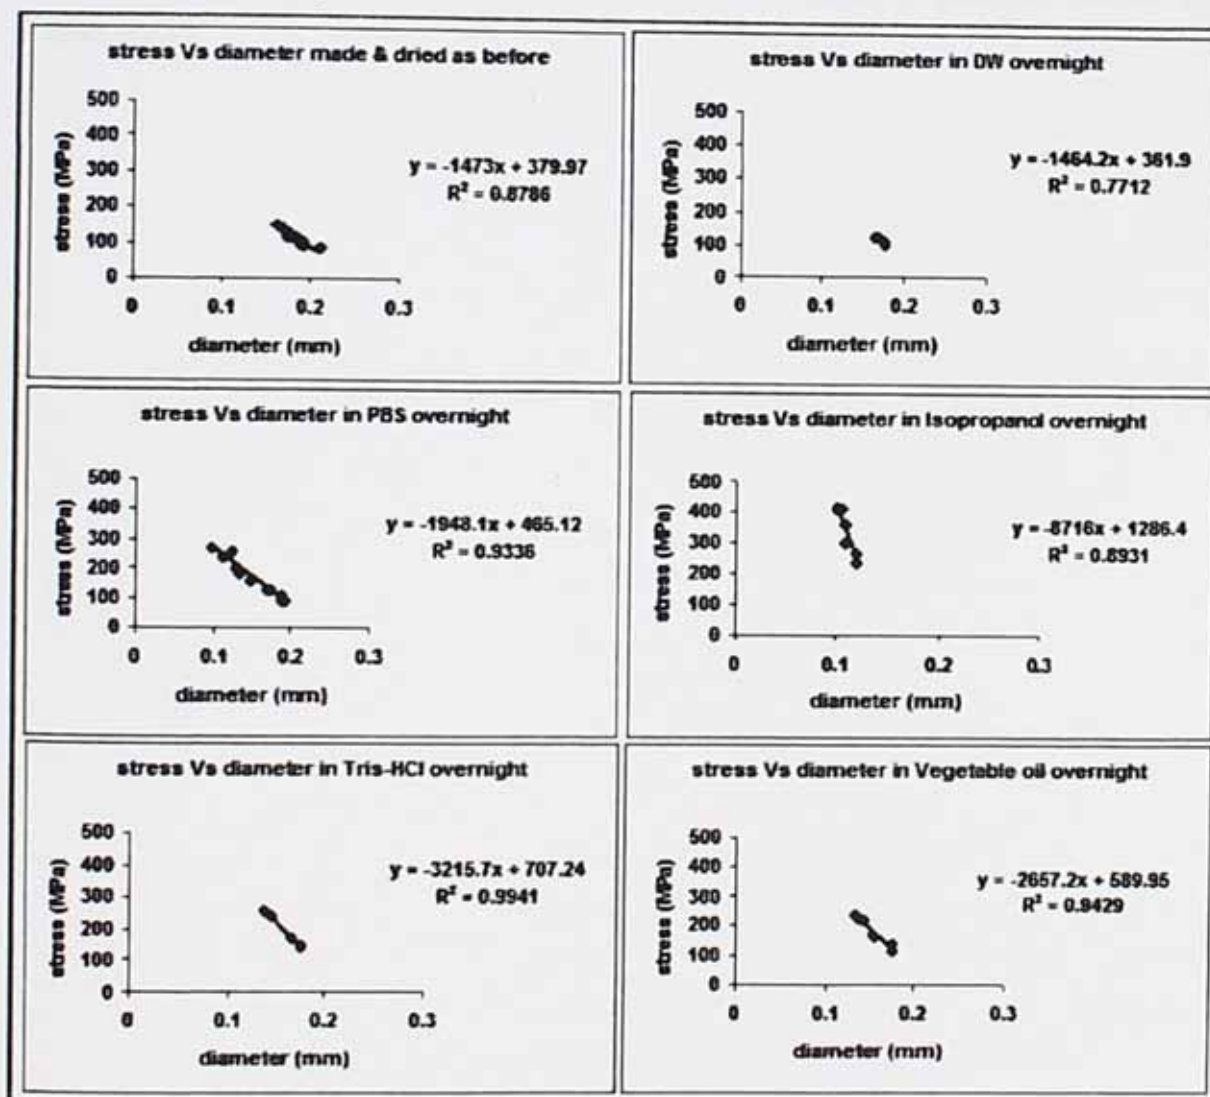 stress Vs diameter made & dried as before
500
400
300
200
100
0
stress (MPa)
y = -1473x + 379.97
R² = 0.8786
0 0.1 0.2 0.3
diameter (mm)
stress Vs diameter in DW overnight
500
400
300
200
100
0
stress (MPa)
y = -1464.2x + 361.9
R² = 0.7712
0 0.1 0.2 0.3
diameter (mm)
stress Vs diameter in PBS overnight
500
400
300
200
100
0
stress (MPa)
y = -1948.1x + 465.12
R² = 0.9336
0 0.1 0.2 0.3
diameter (mm)
stress Vs diameter in Isopropanol overnight
500
400
300
200
100
0
stress (MPa)
y = -8716x + 1286.4
R² = 0.8931
0 0.1 0.2 0.3
diameter (mm)
stress Vs diameter in Tris-HCl overnight
500
400
300
200
100
0
stress (MPa)
y = -3215.7x + 707.24
R² = 0.9941
0 0.1 0.2 0.3
diameter (mm)
stress Vs diameter in Vegetable oil overnight
500
400
300
200
100
0
stress (MPa)
y = -2657.2x + 589.95
R² = 0.9429
0 0.1 0.2 0.3
diameter (mm)